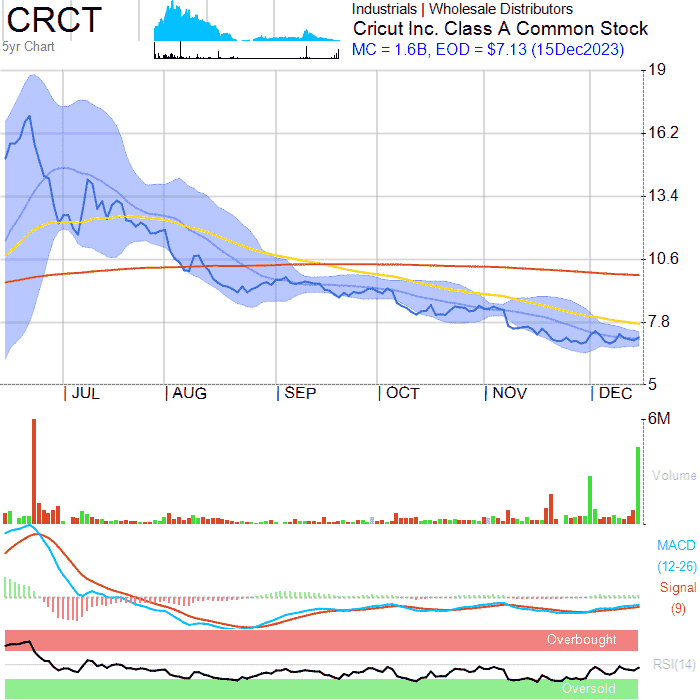 CRCT
5yr Chart
Industrials | Wholesale Distributors
Cricut Inc. Class A Common Stock
MC = 1.6B, EOD = $7.13 (15Dec2023)
19
16.2
13.4
10.6
7.8
5
| JUL | AUG | SEP | OCT | NOV | DEC
6M
Volume
MACD
(12-26)
Signal
(9)
Overbought
RSI(14)
Oversold